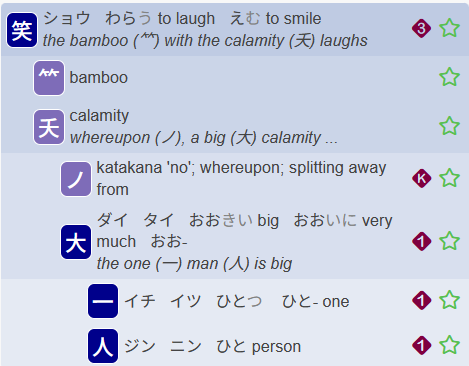 笑 ショウ わらう to laugh えむ to smile 3
the bamboo (⺮) with the calamity (夭) laughs
⺮ bamboo
calamity
夭
whereupon (ノ), a big (大) calamity ...
ノ katakana 'no'; whereupon; splitting away K
from
ダイ タイ おおきい big おおいに very
大 much おお- 1
the one (一) man (人) is big
一 イチ イツ ひとつ ひと- one 1
人 ジン ニン ひと person 1